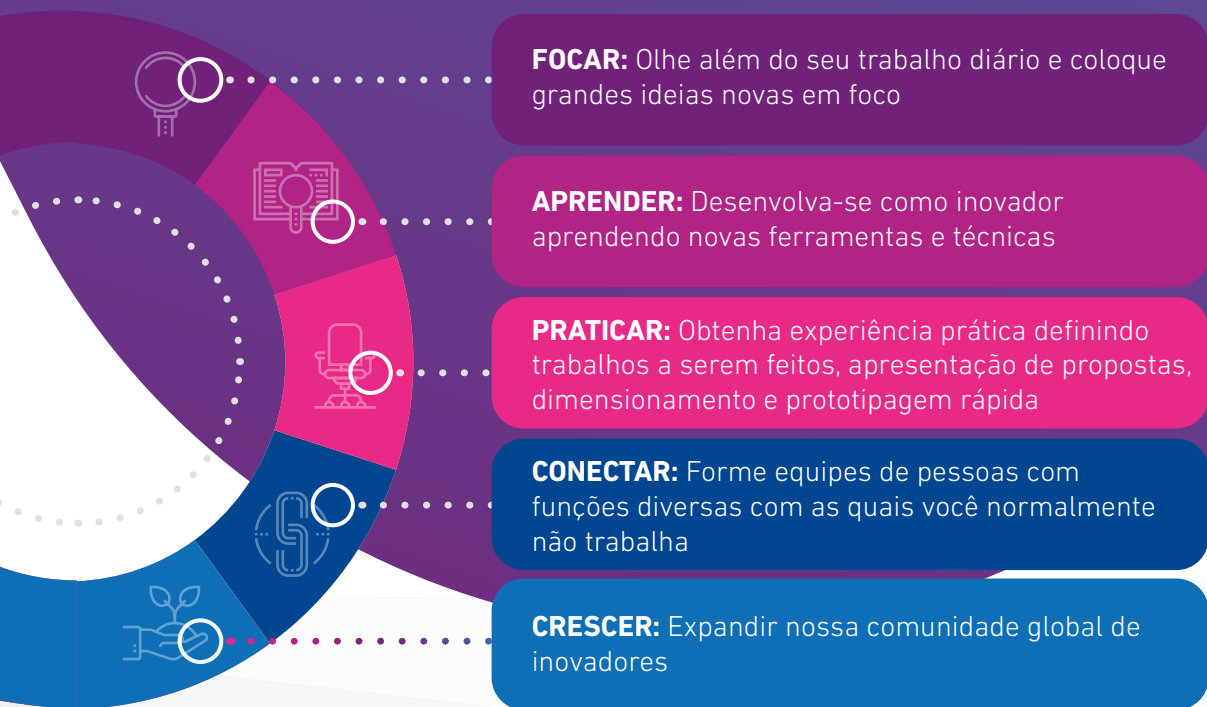 FOCAR: Olhe além do seu trabalho diário e coloque
grandes ideias novas em foco
APRENDER: Desenvolva-se como inovador
aprendendo novas ferramentas e técnicas
PRATICAR: Obtenha experiência prática definindo
trabalhos a serem feitos, apresentação de propostas,
dimensionamento e prototipagem rápida
CONECTAR: Forme equipes de pessoas com
funções diversas com as quais você normalmente
não trabalha
CRESCER: Expandir nossa comunidade global de
inovadores